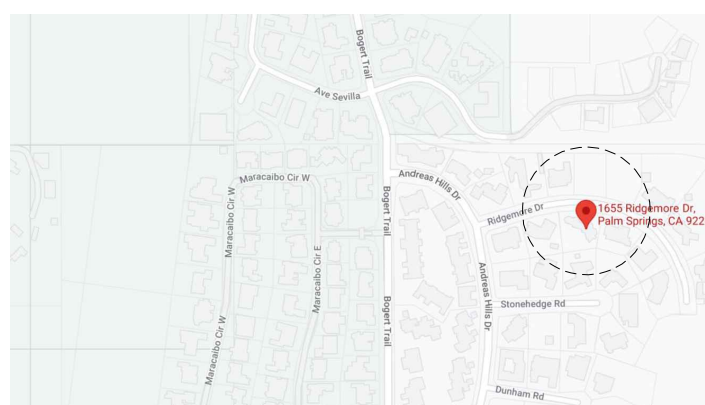 Bogert Trail
Ave Sevilla
Maracaibo Cir W
Andreas Hills Dr
Maracaibo Cir W
Bogert Trail
Ridgemore Dr
1655 Ridgemore Dr,
Palm Springs, CA 922
Maracaibo Cir E
Andreas Hills Dr
Stonehedge Rd
Bogert Trail
Maracaibo Cir W
Dunham Rd